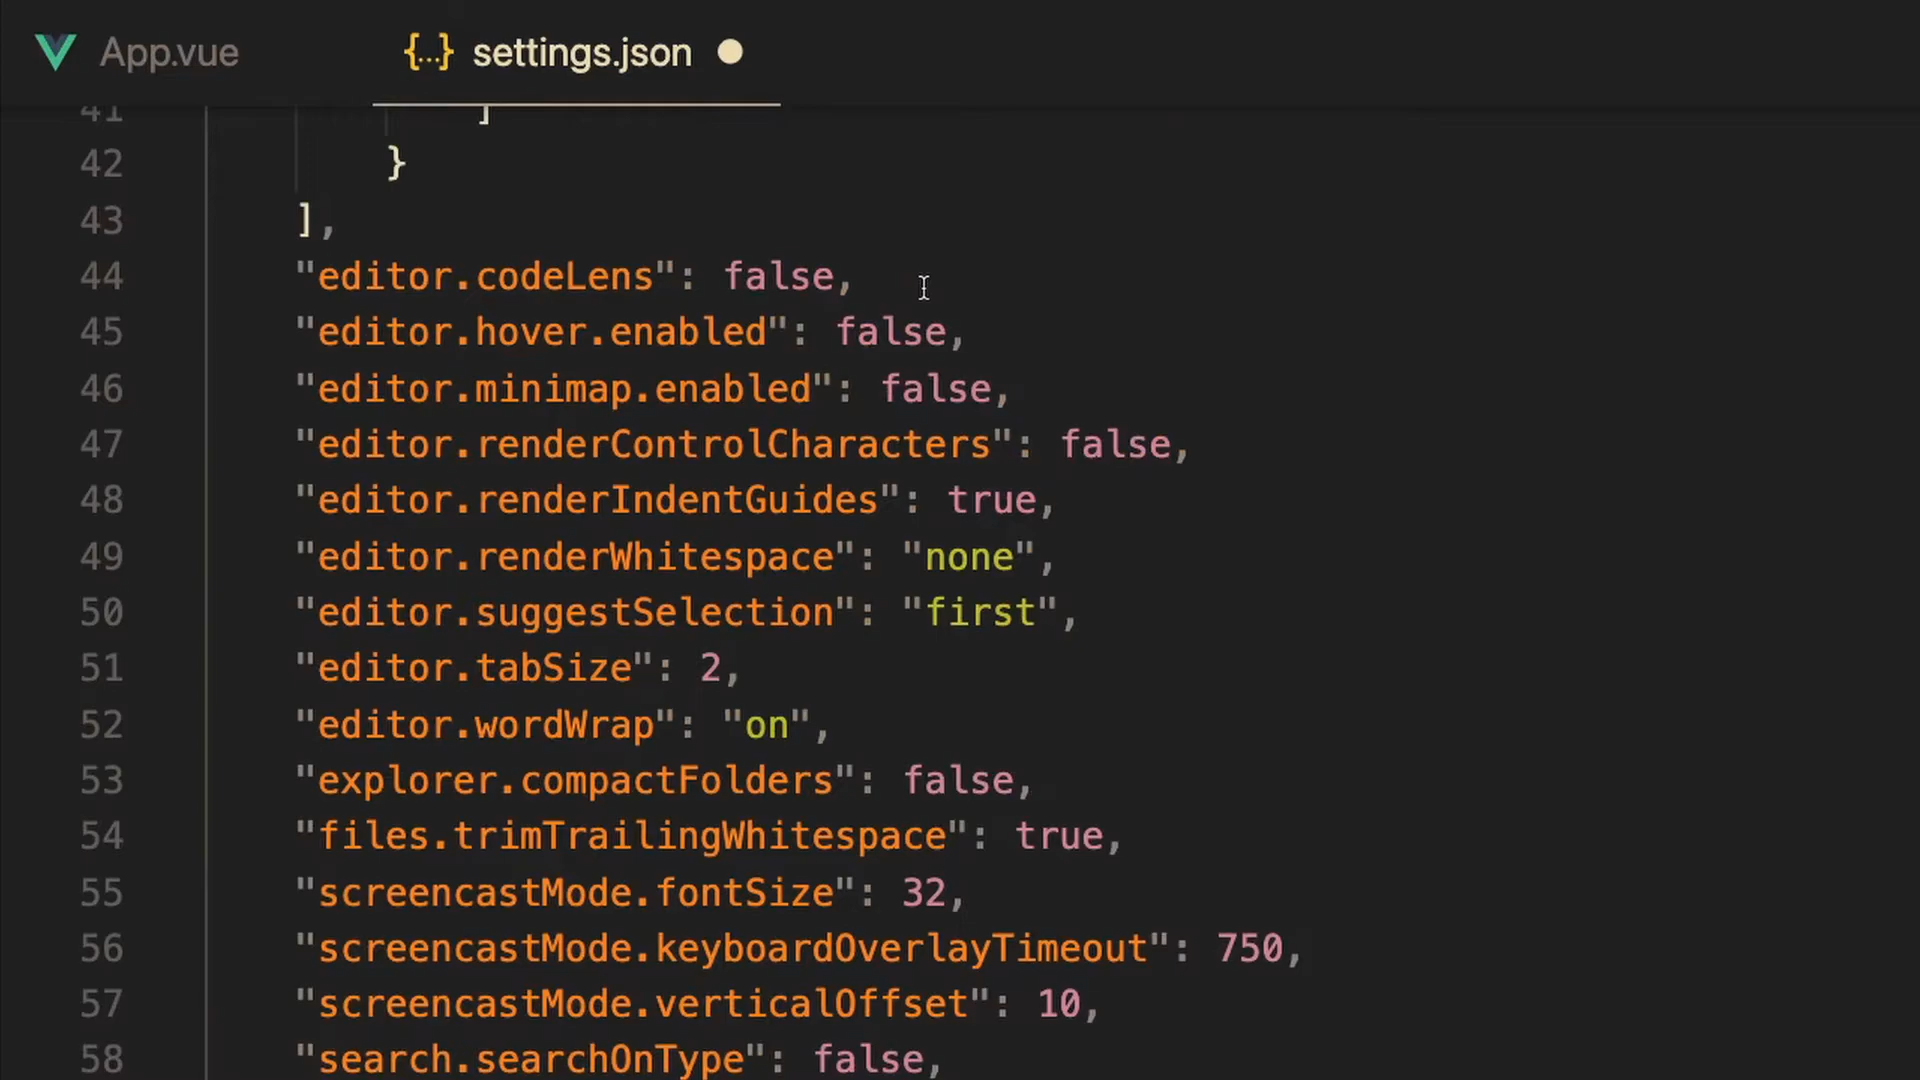 App.vue
{...} settings.json
41 ]
42 }
43 ],
44 "editor.codeLens": false,
45 "editor.hover.enabled": false,
46 "editor.minimap.enabled": false,
47 "editor.renderControlCharacters": false,
48 "editor.renderIndentGuides": true,
49 "editor.renderWhitespace": "none",
50 "editor.suggestSelection": "first",
51 "editor.tabSize": 2,
52 "editor.wordWrap": "on",
53 "explorer.compactFolders": false,
54 "files.trimTrailingWhitespace": true,
55 "screencastMode.fontSize": 32,
56 "screencastMode.keyboardOverlayTimeout": 750,
57 "screencastMode.verticalOffset": 10,
58 "search.searchOnType": false,